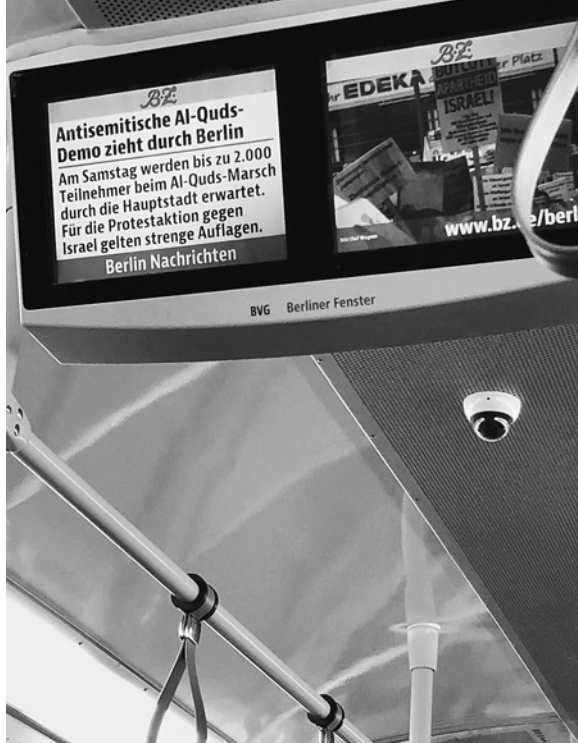 B.Z.
Antisemitische Al-Quds-
Demo zieht durch Berlin
Am Samstag werden bis zu 2.000
Teilnehmer beim Al-Quds-Marsch
durch die Hauptstadt erwartet.
Für die Protestaktion gegen
Israel gelten strenge Auflagen.
Berlin Nachrichten
B.Z.
EDEKA
Platz
BOYCOTT
APARTHEID
ISRAEL!
www.bz.de/berl
BVG Berliner Fenster